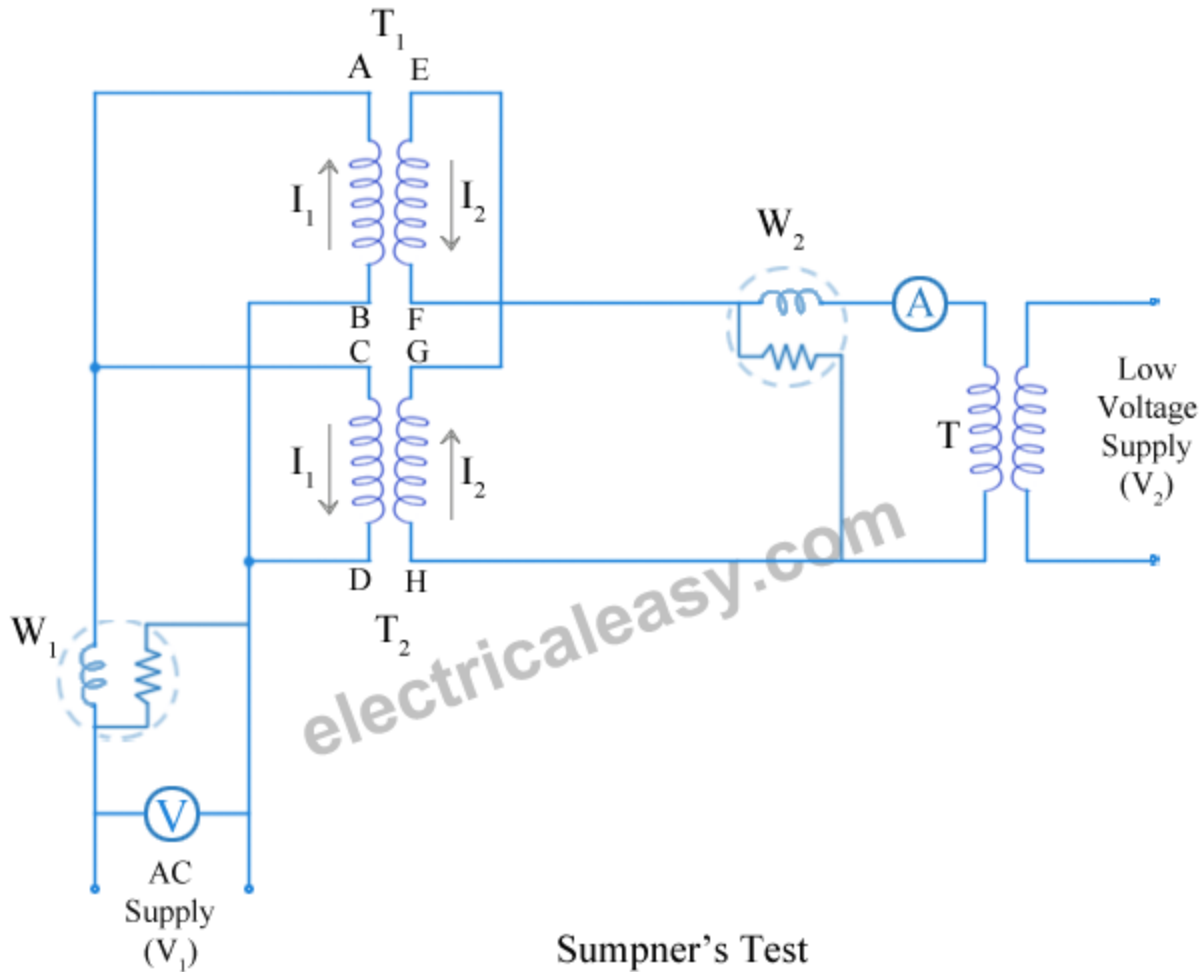 T1
A E
I1 I2
W2
A
B F
C G
Low
Voltage
Supply
(V2)
T
I1 I2
D H
T2
W1
electricaleasy.com
V
AC
Supply
(V1)
Sumpner's Test